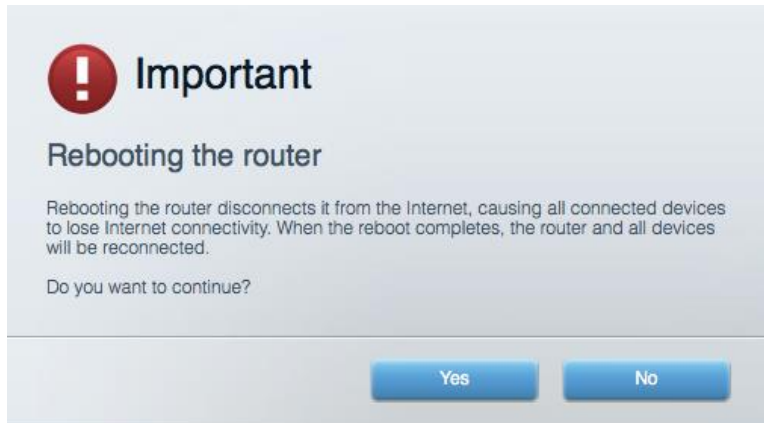 Important
Rebooting the router
Rebooting the router disconnects it from the Internet, causing all connected devices
to lose Internet connectivity. When the reboot completes, the router and all devices
will be reconnected.
Do you want to continue?
Yes
No